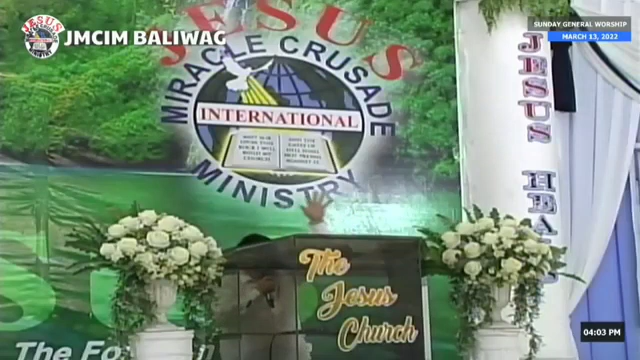 JMCIM BALIWAG
SUNDAY GENERAL WORSHIP
MARCH 13, 2022
JESUS
MIRACLE CRUSADE
INTERNATIONAL
MINISTRY
JESUS
The
Jesus
Church
The
04:03 PM